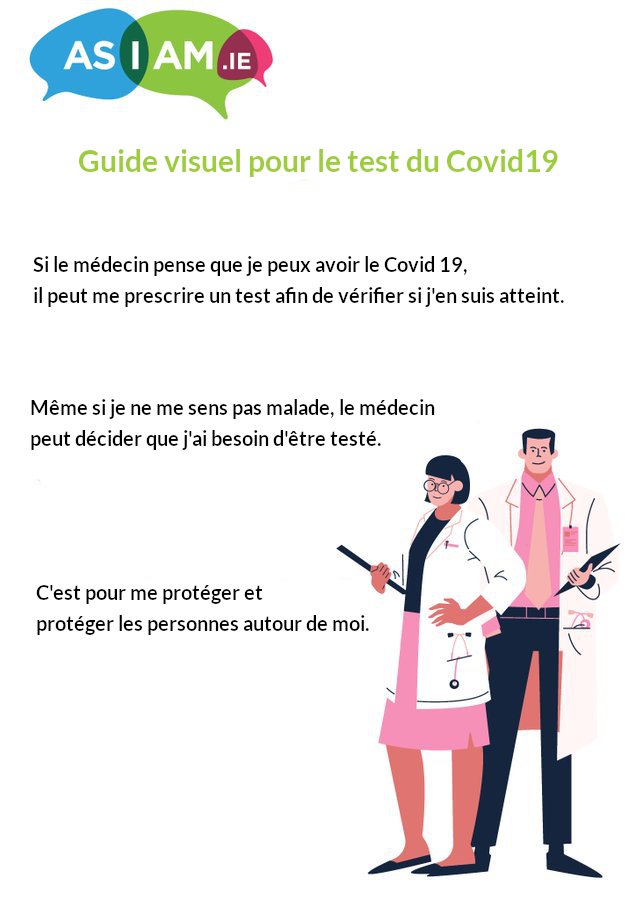 AS I AM .IE
Guide visuel pour le test du Covid19
Si le médecin pense que je peux avoir le Covid 19,
il peut me prescrire un test afin de vérifier si j'en suis atteint.
Même si je ne me sens pas malade, le médecin
peut décider que j'ai besoin d'être testé.
C'est pour me protéger et
protéger les personnes autour de moi.